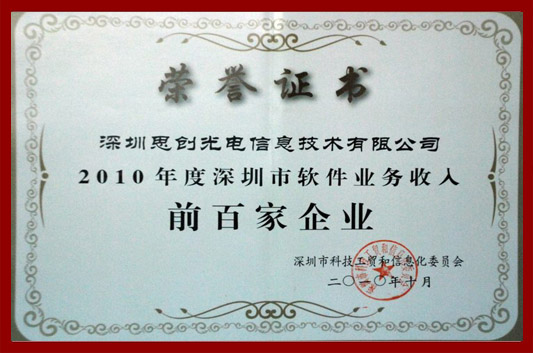 荣誉证书
深圳思创光电信息技术有限公司
2010年度深圳市软件业务收入
前百家企业
深圳市科技工贸和信息化委员会
二〇一〇年十月